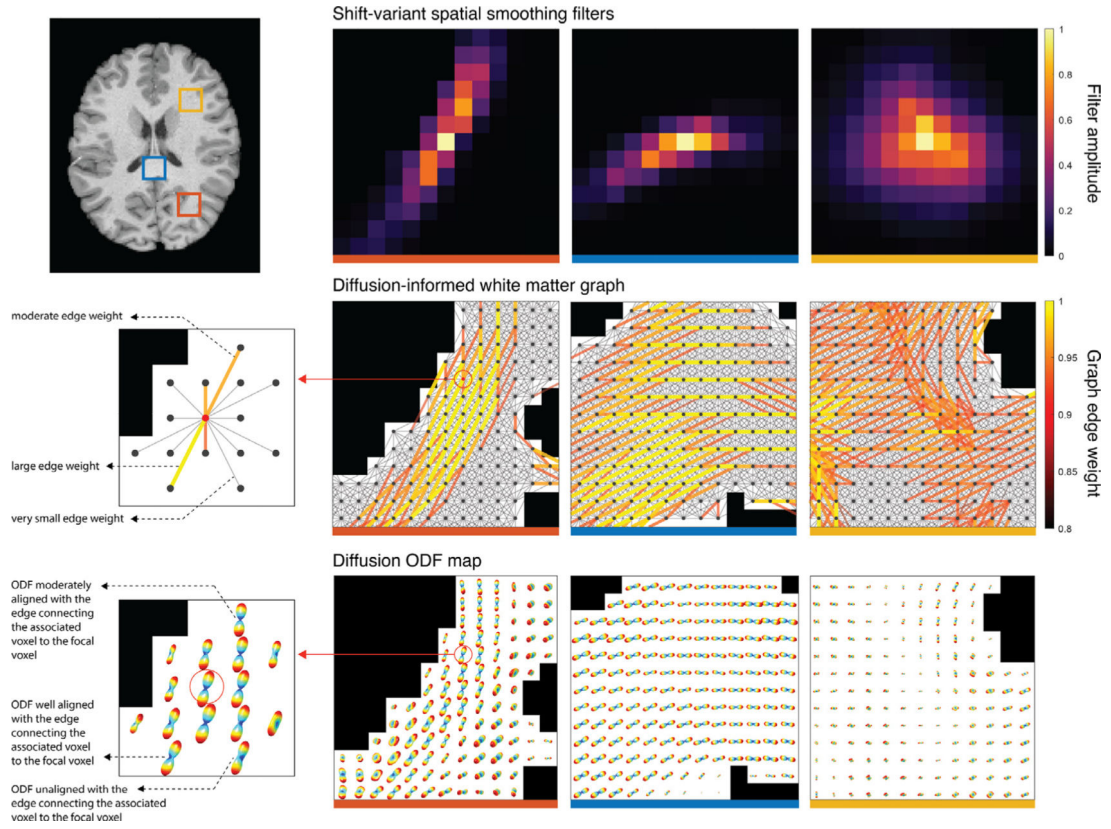 Shift-variant spatial smoothing filters
1
0.8
0.6
0.4
0.2
0
Filter amplitude
Diffusion-informed white matter graph
moderate edge weight
large edge weight
very small edge weight
1
0.95
0.9
0.85
0.8
Graph edge weight
Diffusion ODF map
ODF moderately
aligned with the
edge connecting
the associated
voxel to the focal
voxel
ODF well aligned
with the edge
connecting the
associated voxel
to the focal voxel
ODF unaligned with the
edge connecting the associated
voxel to the focal voxel